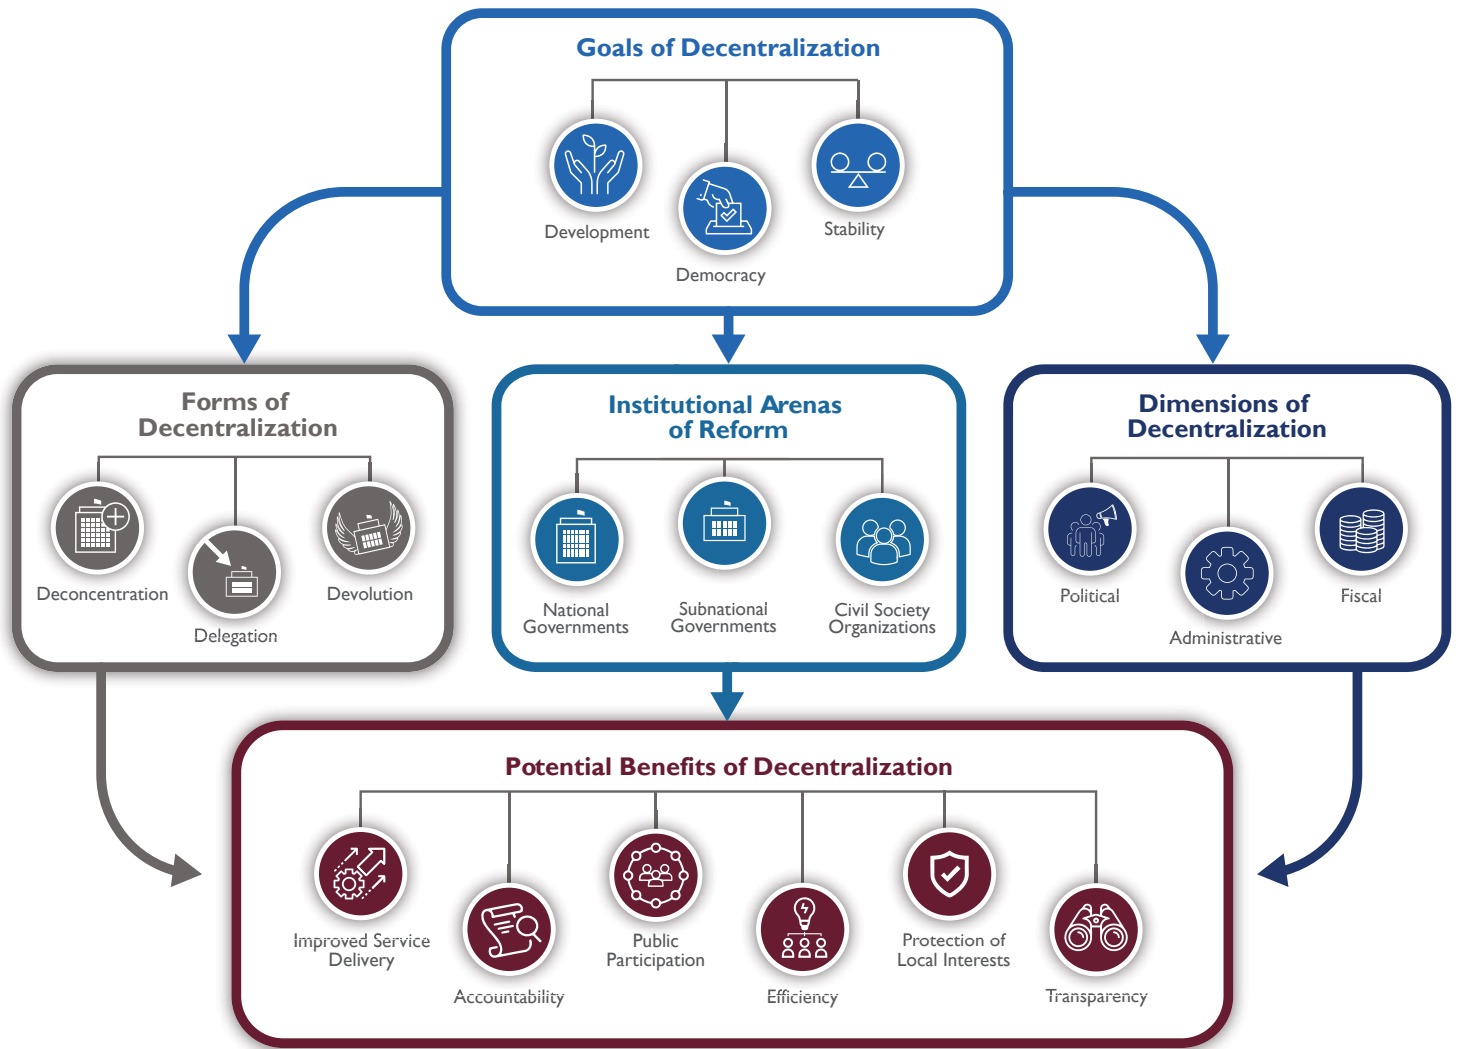 Goals of Decentralization
Development
Democracy
Stability
Forms of
Decentralization
Deconcentration
Delegation
Devolution
Institutional Arenas
of Reform
National
Governments
Subnational
Governments
Civil Society
Organizations
Dimensions of
Decentralization
Political
Administrative
Fiscal
Potential Benefits of Decentralization
Improved Service
Delivery
Accountability
Public
Participation
Efficiency
Protection of
Local Interests
Transparency